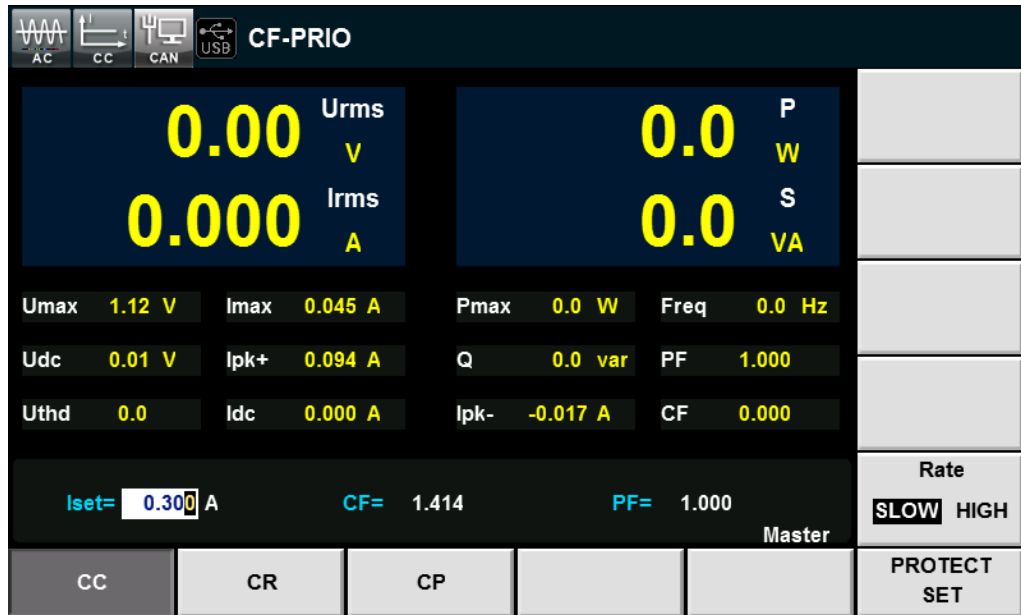 AC CC t I t CAN USB CF-PRIO
0.00 Urms V
0.0 P W
0.000 Irms A
0.0 S VA
Umax 1.12 V Imax 0.045 A Pmax 0.0 W Freq 0.0 Hz
Udc 0.01 V Ipk+ 0.094 A Q 0.0 var PF 1.000
Uthd 0.0 Idc 0.000 A Ipk- -0.017 A CF 0.000
Iset= 0.300 A CF= 1.414 PF= 1.000
Master
Rate
SLOW HIGH
CC CR CP
PROTECT
SET